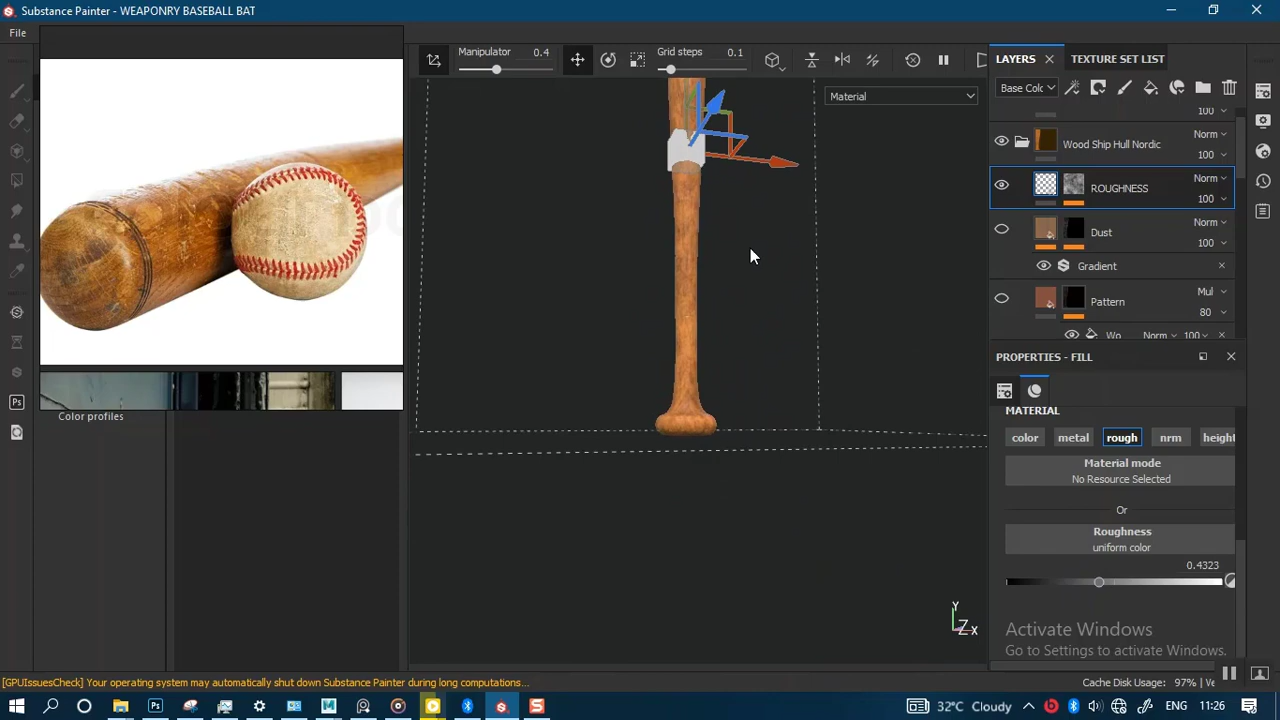 Substance Painter - WEAPONRY BASEBALL BAT
File
Manipulator 0.4
Grid steps 0.1
LAYERS
TEXTURE SET LIST
Material
Base Colc
100
Wood Ship Hull Nordic
Norm
100
ROUGHNESS
Norm
100
Dust
Norm
100
Gradient
Pattern
Mul
80
Wo Norm 100
PROPERTIES - FILL
MATERIAL
color metal rough nrm height
Material mode
No Resource Selected
Or
Roughness
uniform color
0.4323
Color profiles
Y
Z X
Activate Windows
Go to Settings to activate Windows.
[GPUIssuesCheck] Your operating system may automatically shut down Substance Painter during long computations...
Cache Disk Usage: 97% | Ve
Ps
Ps
M
32°C Cloudy
ENG
11:26